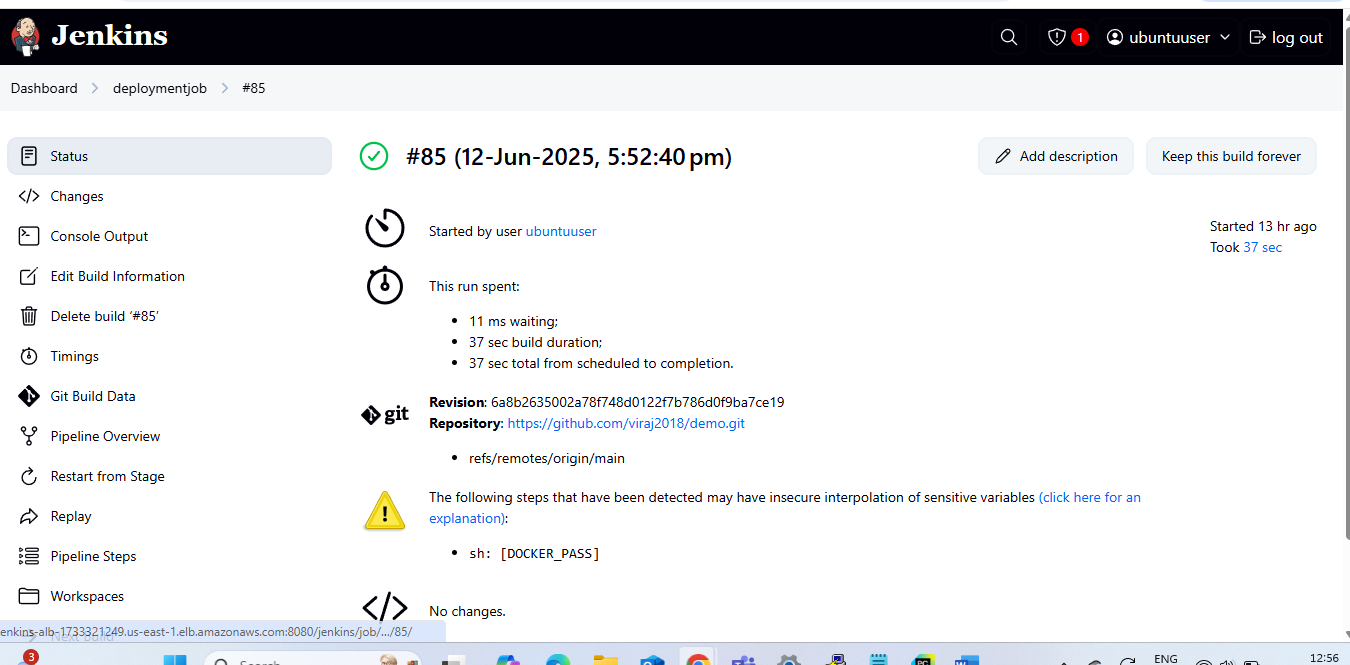 Jenkins
1
ubuntuuser
log out
Dashboard
deploymentjob
#85
Status
Changes
Console Output
Edit Build Information
Delete build ‘#85’
Timings
Git Build Data
Pipeline Overview
Restart from Stage
Replay
Pipeline Steps
Workspaces
#85 (12-Jun-2025, 5:52:40 pm)
Add description
Keep this build forever
Started by user ubuntuuser
Started 13 hr ago
Took 37 sec
This run spent:
• 11 ms waiting;
• 37 sec build duration;
• 37 sec total from scheduled to completion.
git
Revision: 6a8b2635002a78f748d0122f7b786d0f9ba7ce19
Repository: https://github.com/viraj2018/demo.git
• refs/remotes/origin/main
The following steps that have been detected may have insecure interpolation of sensitive variables (click here for an
explanation):
• sh: [DOCKER_PASS]
No changes.
enkins-alb-1733321249.us-east-1.elb.amazonaws.com:8080/jenkins/job/.../85/
Next Build
3
Search
ENG
12:56